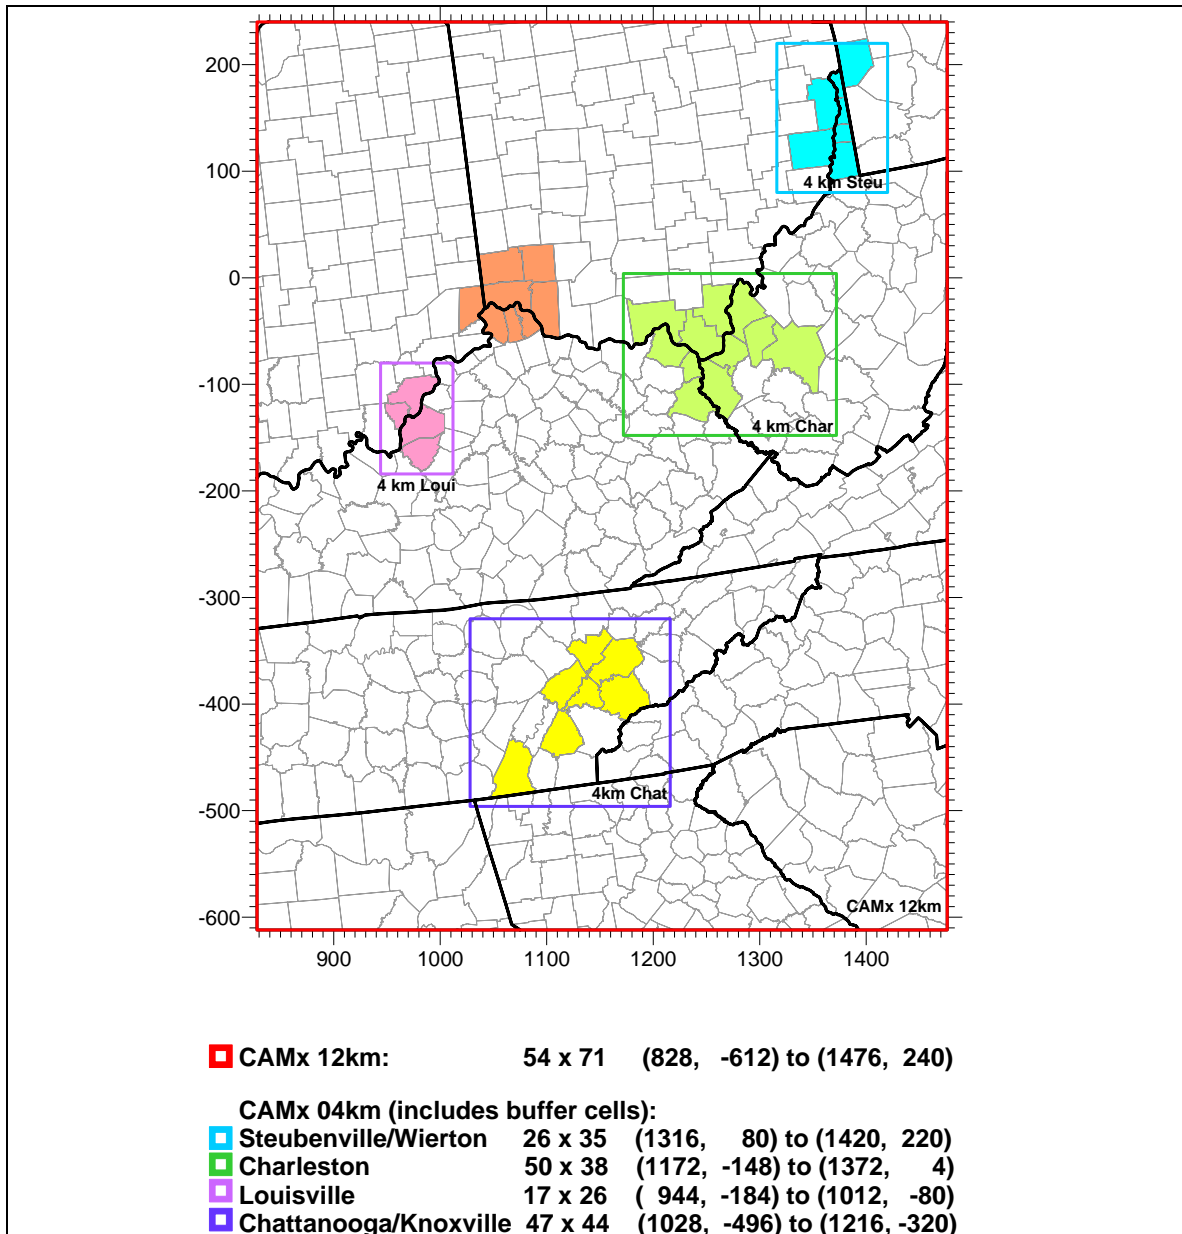 200
100
0
-100
-200
-300
-400
-500
-600
4 km Steu
4 km Char
4 km Loui
4km Chat
CAMx 12km
900 1000 1100 1200 1300 1400
CAMx 12km: 54 x 71 (828, -612) to (1476, 240)
CAMx 04km (includes buffer cells):
Steubenville/Wierton 26 x 35 (1316, 80) to (1420, 220)
Charleston 50 x 38 (1172, -148) to (1372, 4)
Louisville 17 x 26 ( 944, -184) to (1012, -80)
Chattanooga/Knoxville 47 x 44 (1028, -496) to (1216, -320)